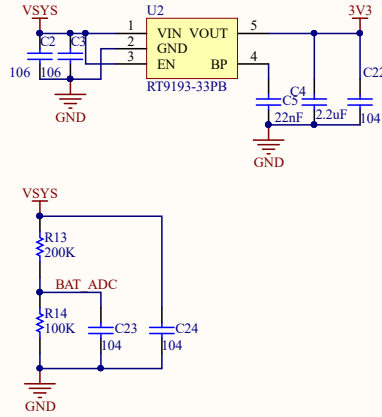 VSYS
U2
3V3
C2
C3
106
106
1
VIN
VOUT
5
2
GND
3
EN
BP
4
RT9193-33PB
GND
C4
C5
C22
22nF
2.2uF
104
GND
VSYS
R13
200K
BAT_ADC
R14
100K
C23
104
C24
104
GND